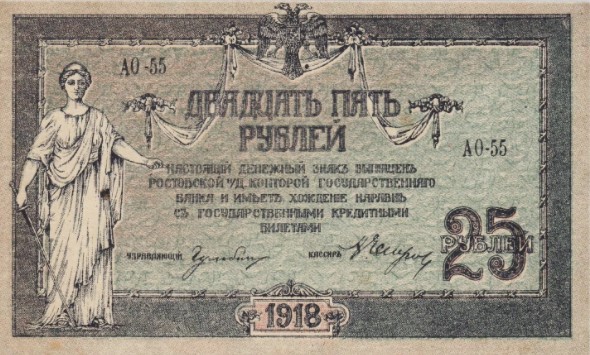 АО-55
ДВАДЦАТЬ ПЯТЬ
РУБЛЕЙ
АО-55
НАСТОЯЩІЙ ДЕНЕЖНЫЙ ЗНАКЪ ВЫПУЩЕНЪ
РОСТОВСКОЙ Н/Д. КОНТОРОЙ ГОСУДАРСТВЕННАГО
БАНКА И ИМѢЕТЪ ХОЖДЕНІЕ НАРАВНѢ
СЪ ГОСУДАРСТВЕННЫМИ КРЕДИТНЫМИ
БИЛЕТАМИ
25
РУБЛЕЙ
УПРАВЛЯЮЩІЙ
КАССИРЪ
1918